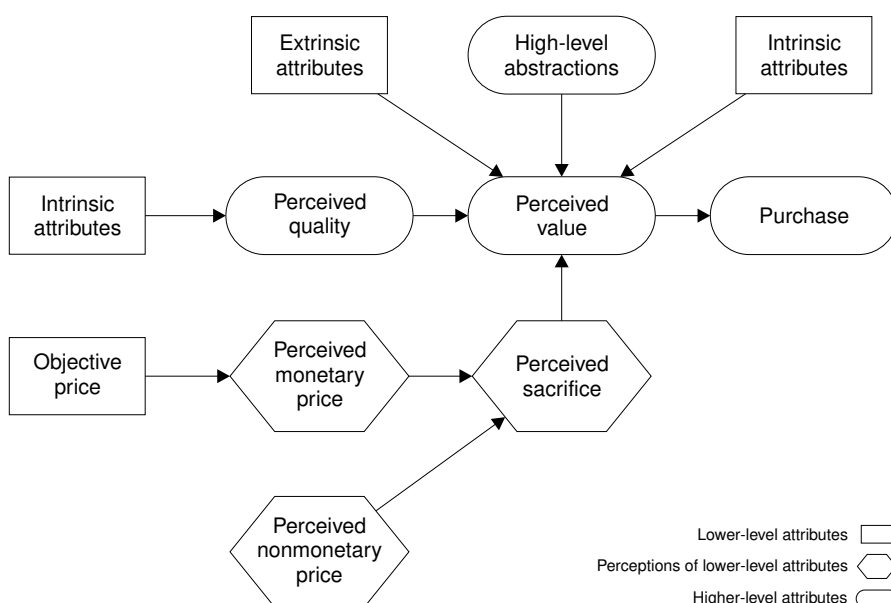 Extrinsic
attributes
High-level
abstractions
Intrinsic
attributes
Intrinsic
attributes
Perceived
quality
Perceived
value
Purchase
Objective
price
Perceived
monetary
price
Perceived
sacrifice
Perceived
nonmonetary
price
Lower-level attributes
Perceptions of lower-level attributes
Higher-level attributes